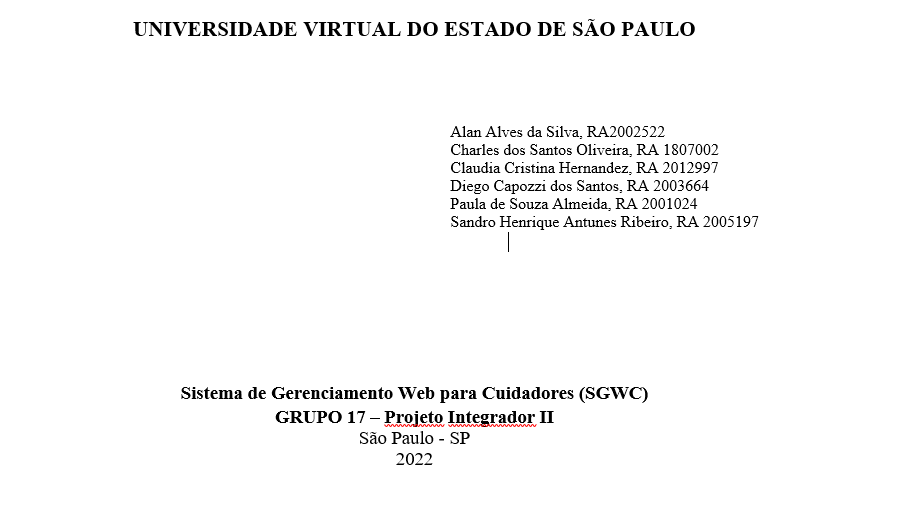 UNIVERSIDADE VIRTUAL DO ESTADO DE SÃO PAULO
Alan Alves da Silva, RA2002522
Charles dos Santos Oliveira, RA 1807002
Claudia Cristina Hernandez, RA 2012997
Diego Capozzi dos Santos, RA 2003664
Paula de Souza Almeida, RA 2001024
Sandro Henrique Antunes Ribeiro, RA 2005197
Sistema de Gerenciamento Web para Cuidadores (SGWC)
GRUPO 17 – Projeto Integrador II
São Paulo - SP
2022